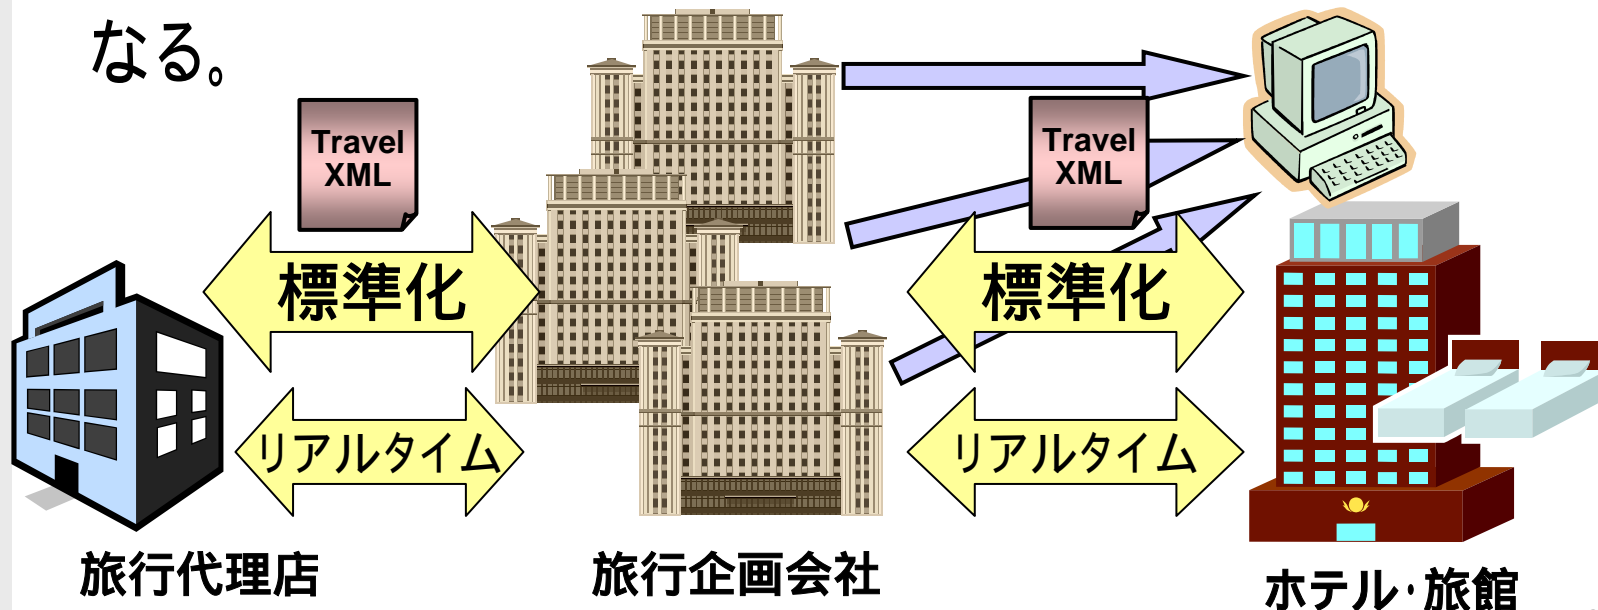 なる。
Travel
XML
Travel
XML
標準化
標準化
リアルタイム
リアルタイム
旅行代理店
旅行企画会社
ホテル・旅館